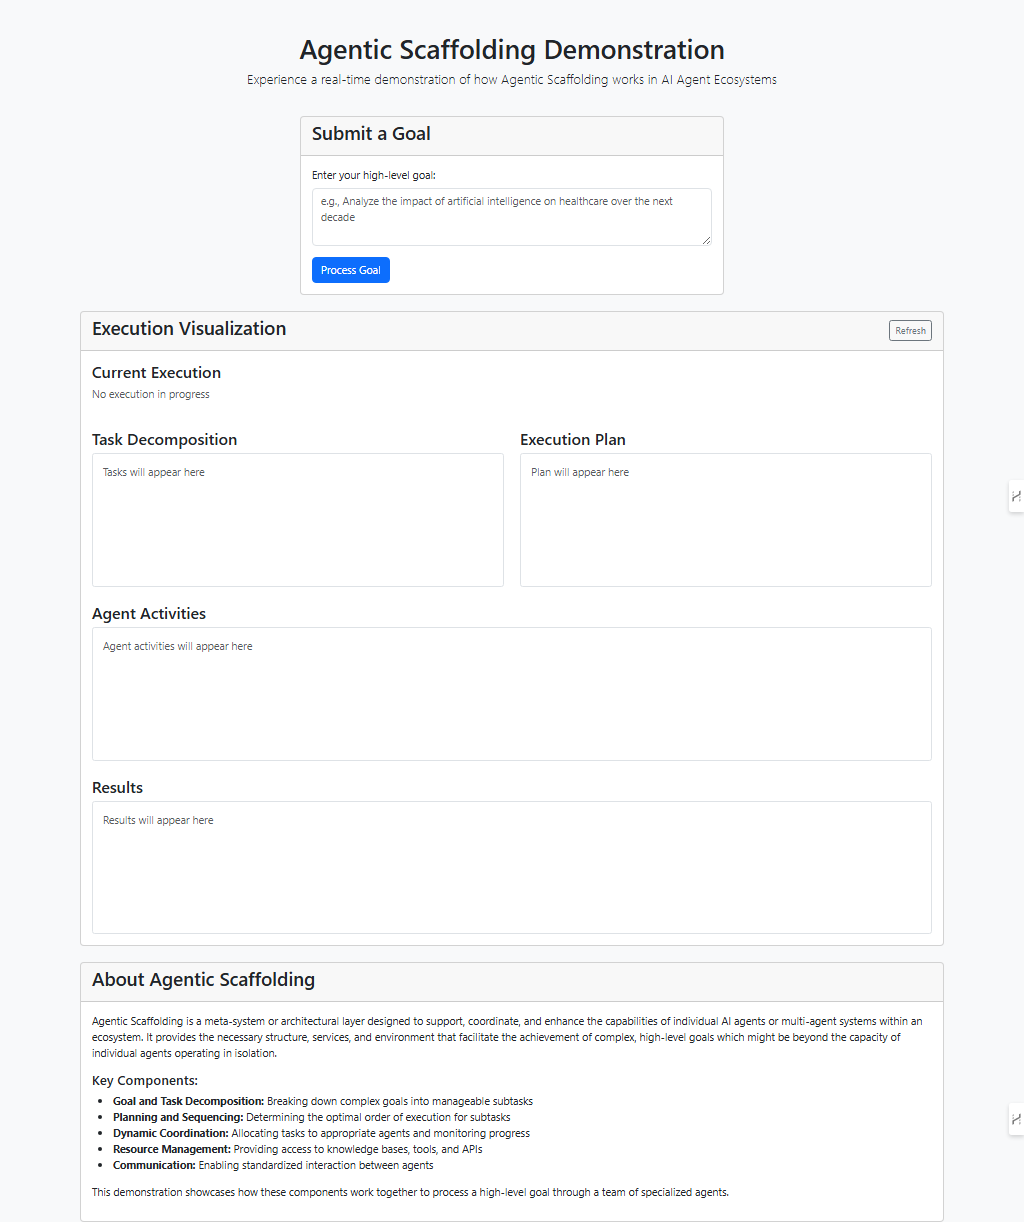 Agentic Scaffolding Demonstration
Experience a real-time demonstration of how Agentic Scaffolding works in AI Agent Ecosystems
Submit a Goal
Enter your high-level goal:
e.g., Analyze the impact of artificial intelligence on healthcare over the next
decade
Process Goal
Execution Visualization
Refresh
Current Execution
No execution in progress
Task Decomposition
Tasks will appear here
Execution Plan
Plan will appear here
Agent Activities
Agent activities will appear here
Results
Results will appear here
About Agentic Scaffolding
Agentic Scaffolding is a meta-system or architectural layer designed to support, coordinate, and enhance the capabilities of individual AI agents or multi-agent systems within an
ecosystem. It provides the necessary structure, services, and environment that facilitate the achievement of complex, high-level goals which might be beyond the capacity of
individual agents operating in isolation.
Key Components:
• Goal and Task Decomposition: Breaking down complex goals into manageable subtasks
• Planning and Sequencing: Determining the optimal order of execution for subtasks
• Dynamic Coordination: Allocating tasks to appropriate agents and monitoring progress
• Resource Management: Providing access to knowledge bases, tools, and APIs
• Communication: Enabling standardized interaction between agents
This demonstration showcases how these components work together to process a high-level goal through a team of specialized agents.